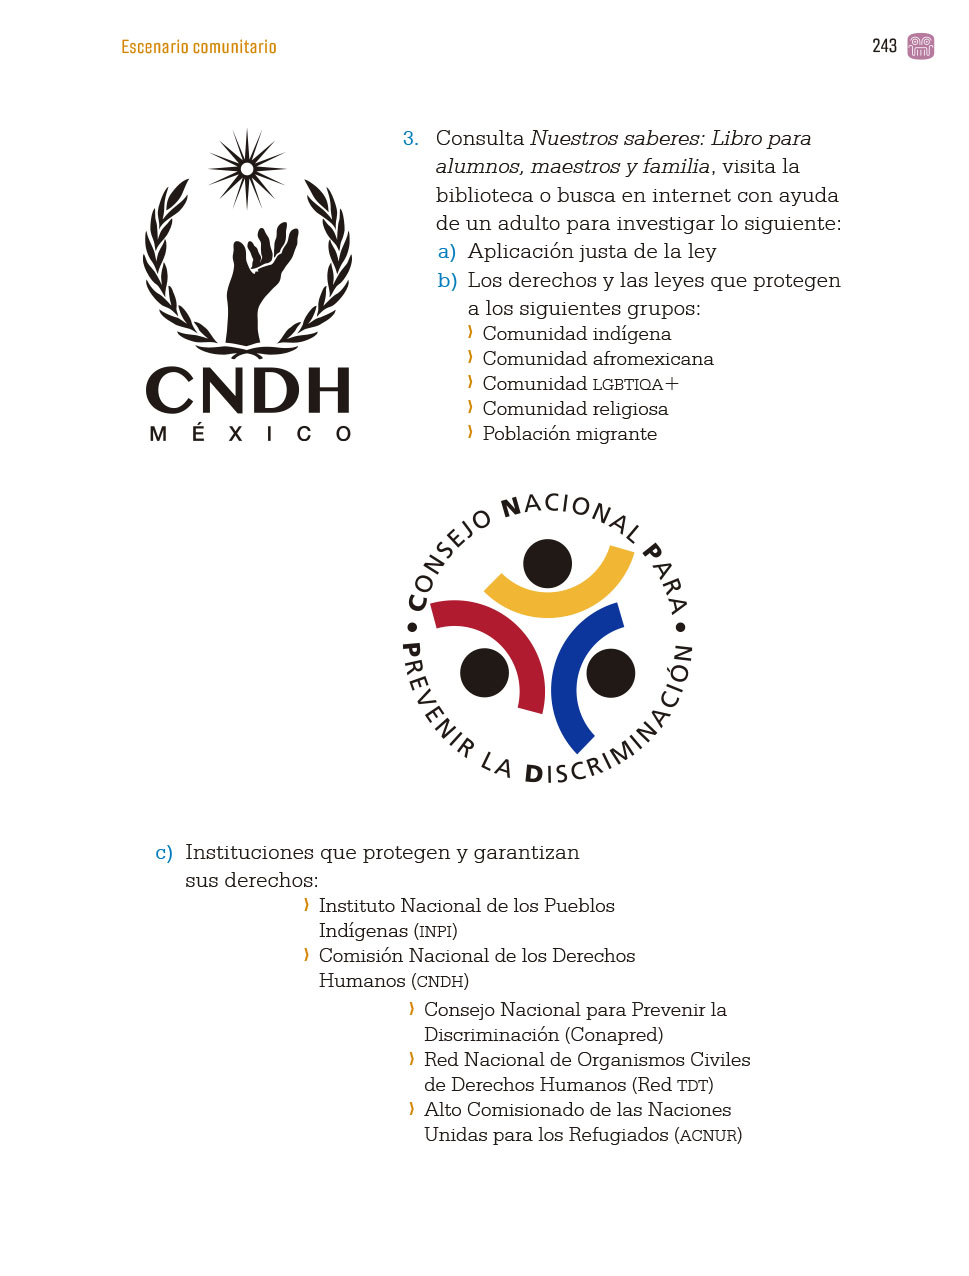 Escenario comunitario
243
3. Consulta Nuestros saberes: Libro para
alumnos, maestros y familia, visita la
biblioteca o busca en internet con ayuda
de un adulto para investigar lo siguiente:
a) Aplicación justa de la ley
b) Los derechos y las leyes que protegen
a los siguientes grupos:
⟩ Comunidad indígena
⟩ Comunidad afromexicana
⟩ Comunidad LGBTIQA+
⟩ Comunidad religiosa
⟩ Población migrante
CNDH
MÉXICO
CONSEJO NACIONAL PARA •
PREVENIR LA DISCRIMINACIÓN •
c) Instituciones que protegen y garantizan
sus derechos:
⟩ Instituto Nacional de los Pueblos
Indígenas (INPI)
⟩ Comisión Nacional de los Derechos
Humanos (CNDH)
⟩ Consejo Nacional para Prevenir la
Discriminación (Conapred)
⟩ Red Nacional de Organismos Civiles
de Derechos Humanos (Red TDT)
⟩ Alto Comisionado de las Naciones
Unidas para los Refugiados (ACNUR)